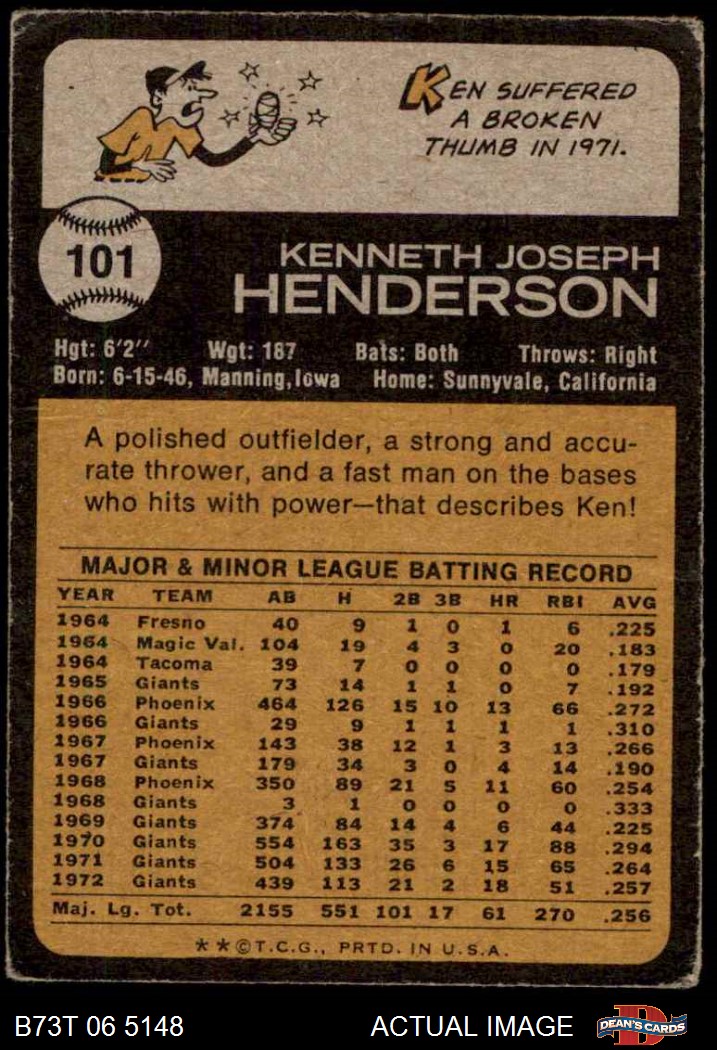 KEN SUFFERED
A BROKEN
THUMB IN 1971.
101
KENNETH JOSEPH
HENDERSON
Hgt: 6'2" Wgt: 187 Bats: Both Throws: Right
Born: 6-15-46, Manning, Iowa Home: Sunnyvale, California
A polished outfielder, a strong and accu-
rate thrower, and a fast man on the bases
who hits with power—that describes Ken!
MAJOR & MINOR LEAGUE BATTING RECORD
YEAR TEAM AB H 2B 3B HR RBI AVG
1964 Fresno 40 9 1 0 1 6 .225
1964 Magic Val. 104 19 4 3 0 20 .183
1964 Tacoma 39 7 0 0 0 0 .179
1965 Giants 73 14 1 1 0 7 .192
1966 Phoenix 464 126 15 10 13 66 .272
1966 Giants 29 9 1 1 1 1 .310
1967 Phoenix 143 38 12 1 3 13 .266
1967 Giants 179 34 3 0 4 14 .190
1968 Phoenix 350 89 21 5 11 60 .254
1968 Giants 3 1 0 0 0 0 .333
1969 Giants 374 84 14 4 6 44 .225
1970 Giants 554 163 35 3 17 88 .294
1971 Giants 504 133 26 6 15 65 .264
1972 Giants 439 113 21 2 18 51 .257
Maj. Lg. Tot. 2155 551 101 17 61 270 .256
**©T.C.G., PRTD. IN U.S.A.
B73T 06 5148 ACTUAL IMAGE D DEAN'S CARDS